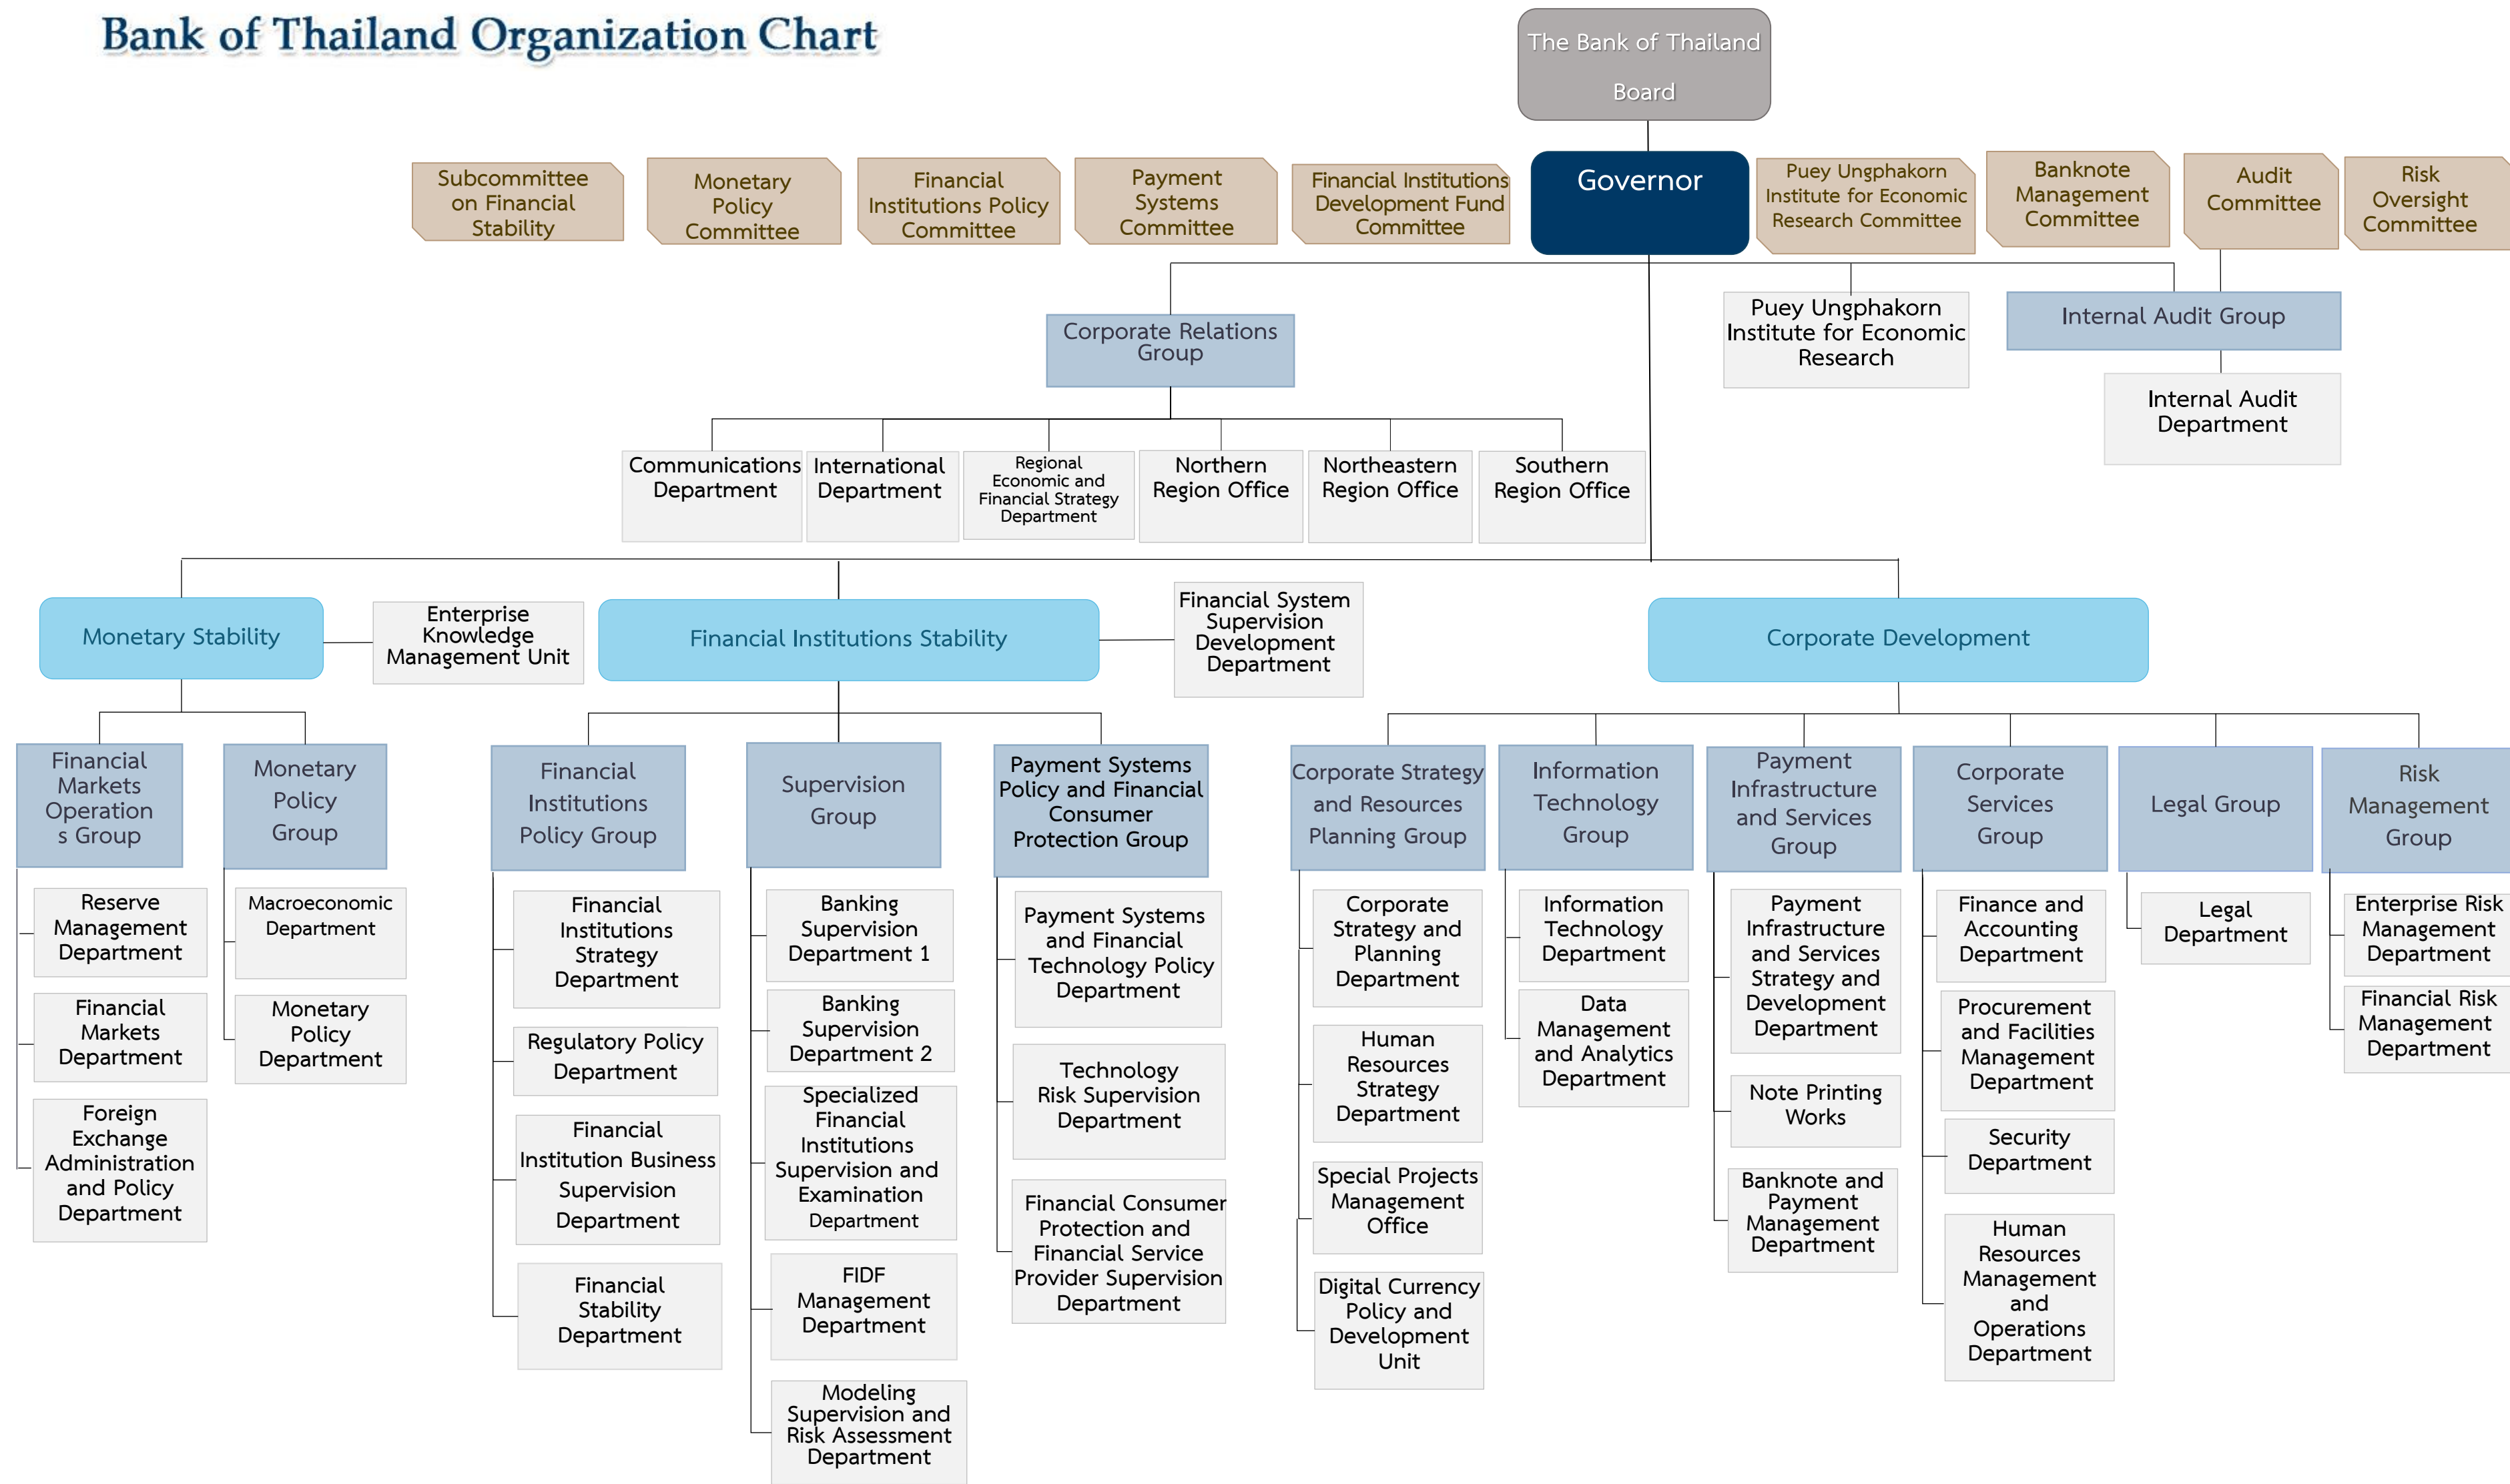 Bank of Thailand Organization Chart
The Bank of Thailand
Board
Governor
Subcommittee
on Financial
Stability
Monetary
Policy
Committee
Financial
Institutions Policy
Committee
Payment
Systems
Committee
Financial Institutions
Development Fund
Committee
Puey Ungphakorn
Institute for Economic
Research Committee
Banknote
Management
Committee
Audit
Committee
Risk
Oversight
Committee
Corporate Relations
Group
Puey Ungphakorn
Institute for Economic
Research
Internal Audit Group
Internal Audit
Department
Communications
Department
International
Department
Regional
Economic and
Financial Strategy
Department
Northern
Region Office
Northeastern
Region Office
Southern
Region Office
Monetary Stability
Enterprise
Knowledge
Management Unit
Financial Institutions Stability
Financial System
Supervision
Development
Department
Corporate Development
Financial
Markets
Operation
s Group
Monetary
Policy
Group
Financial
Institutions
Policy Group
Supervision
Group
Payment Systems
Policy and Financial
Consumer
Protection Group
Corporate Strategy
and Resources
Planning Group
Information
Technology
Group
Payment
Infrastructure
and Services
Group
Corporate
Services
Group
Legal Group
Risk
Management
Group
Reserve
Management
Department
Financial
Markets
Department
Foreign
Exchange
Administration
and Policy
Department
Macroeconomic
Department
Monetary
Policy
Department
Financial
Institutions
Strategy
Department
Regulatory Policy
Department
Financial
Institution Business
Supervision
Department
Financial
Stability
Department
Banking
Supervision
Department 1
Banking
Supervision
Department 2
Specialized
Financial
Institutions
Supervision and
Examination
Department
FIDF
Management
Department
Modeling
Supervision and
Risk Assessment
Department
Payment Systems
and Financial
Technology Policy
Department
Technology
Risk Supervision
Department
Financial Consumer
Protection and
Financial Service
Provider Supervision
Department
Corporate
Strategy and
Planning
Department
Human
Resources
Strategy
Department
Special Projects
Management
Office
Digital Currency
Policy and
Development
Unit
Information
Technology
Department
Data
Management
and Analytics
Department
Payment
Infrastructure
and Services
Strategy and
Development
Department
Note Printing
Works
Banknote and
Payment
Management
Department
Finance and
Accounting
Department
Procurement
and Facilities
Management
Department
Security
Department
Human
Resources
Management
and
Operations
Department
Legal
Department
Enterprise Risk
Management
Department
Financial Risk
Management
Department